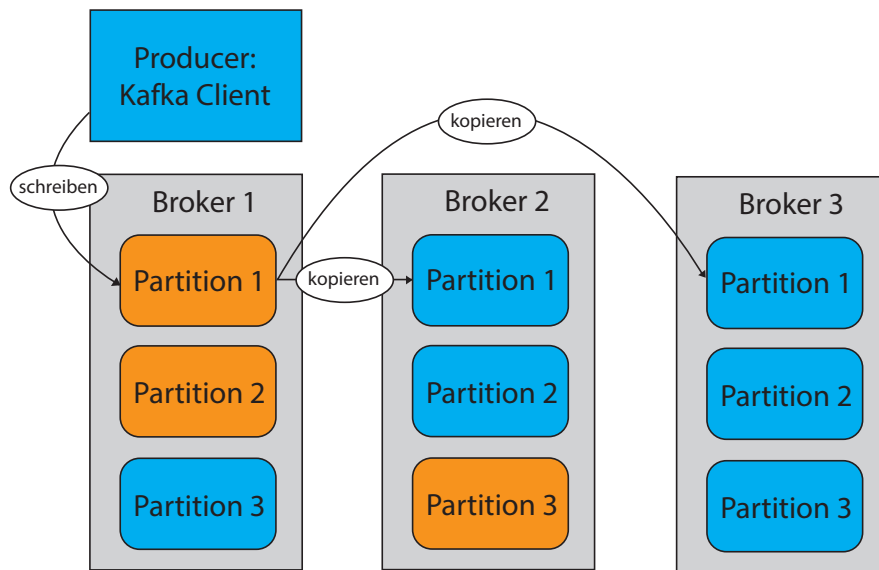 Producer:
Kafka Client
kopieren
schreiben
Broker 1
Broker 2
Broker 3
Partition 1
kopieren
Partition 1
Partition 1
Partition 2
Partition 2
Partition 2
Partition 3
Partition 3
Partition 3